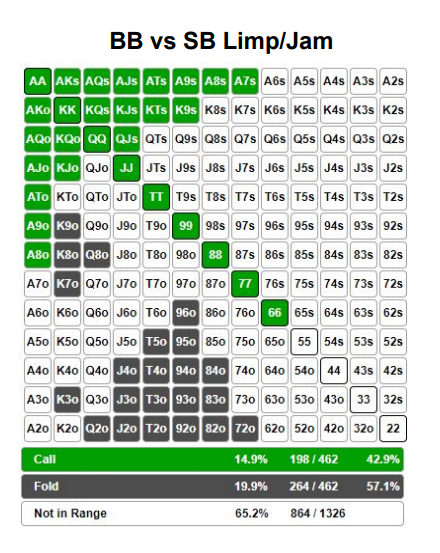 BB vs SB Limp/Jam
AA AKs AQs AJs ATs A9s A8s A7s A6s A5s A4s A3s A2s
AKo KK KQs KJs KTs K9s K8s K7s K6s K5s K4s K3s K2s
AQo KQo QQ QJs QTs Q9s Q8s Q7s Q6s Q5s Q4s Q3s Q2s
AJo KJo QJo JJ JTs J9s J8s J7s J6s J5s J4s J3s J2s
ATo KTo QTo JTo TT T9s T8s T7s T6s T5s T4s T3s T2s
A9o K9o Q9o J9o T9o 99 98s 97s 96s 95s 94s 93s 92s
A8o K8o Q8o J8o T8o 98o 88 87s 86s 85s 84s 83s 82s
A7o K7o Q7o J7o T7o 97o 87o 77 76s 75s 74s 73s 72s
A6o K6o Q6o J6o T6o 96o 86o 76o 66 65s 64s 63s 62s
A5o K5o Q5o J5o T5o 95o 85o 75o 65o 55 54s 53s 52s
A4o K4o Q4o J4o T4o 94o 84o 74o 64o 54o 44 43s 42s
A3o K3o Q3o J3o T3o 93o 83o 73o 63o 53o 43o 33 32s
A2o K2o Q2o J2o T2o 92o 82o 72o 62o 52o 42o 32o 22
Call 14.9% 198 / 462 42.9%
Fold 19.9% 264 / 462 57.1%
Not in Range 65.2% 864 / 1326